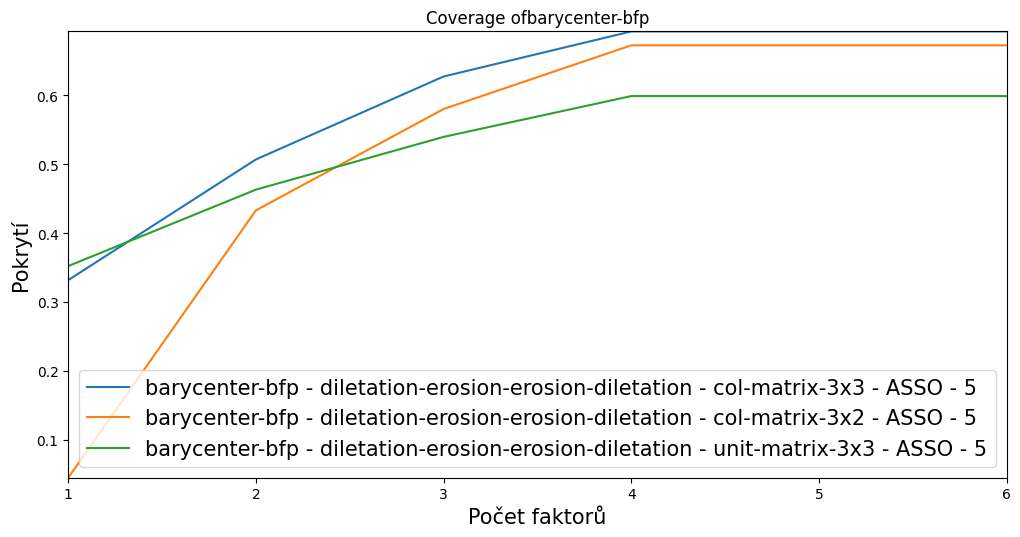 Coverage ofbarycenter-bfp
Pokrytí
0.6
0.5
0.4
0.3
0.2
0.1
barycenter-bfp - diletation-erosion-erosion-diletation - col-matrix-3x3 - ASSO - 5
barycenter-bfp - diletation-erosion-erosion-diletation - col-matrix-3x2 - ASSO - 5
barycenter-bfp - diletation-erosion-erosion-diletation - unit-matrix-3x3 - ASSO - 5
1 2 3 4 5 6
Počet faktorů